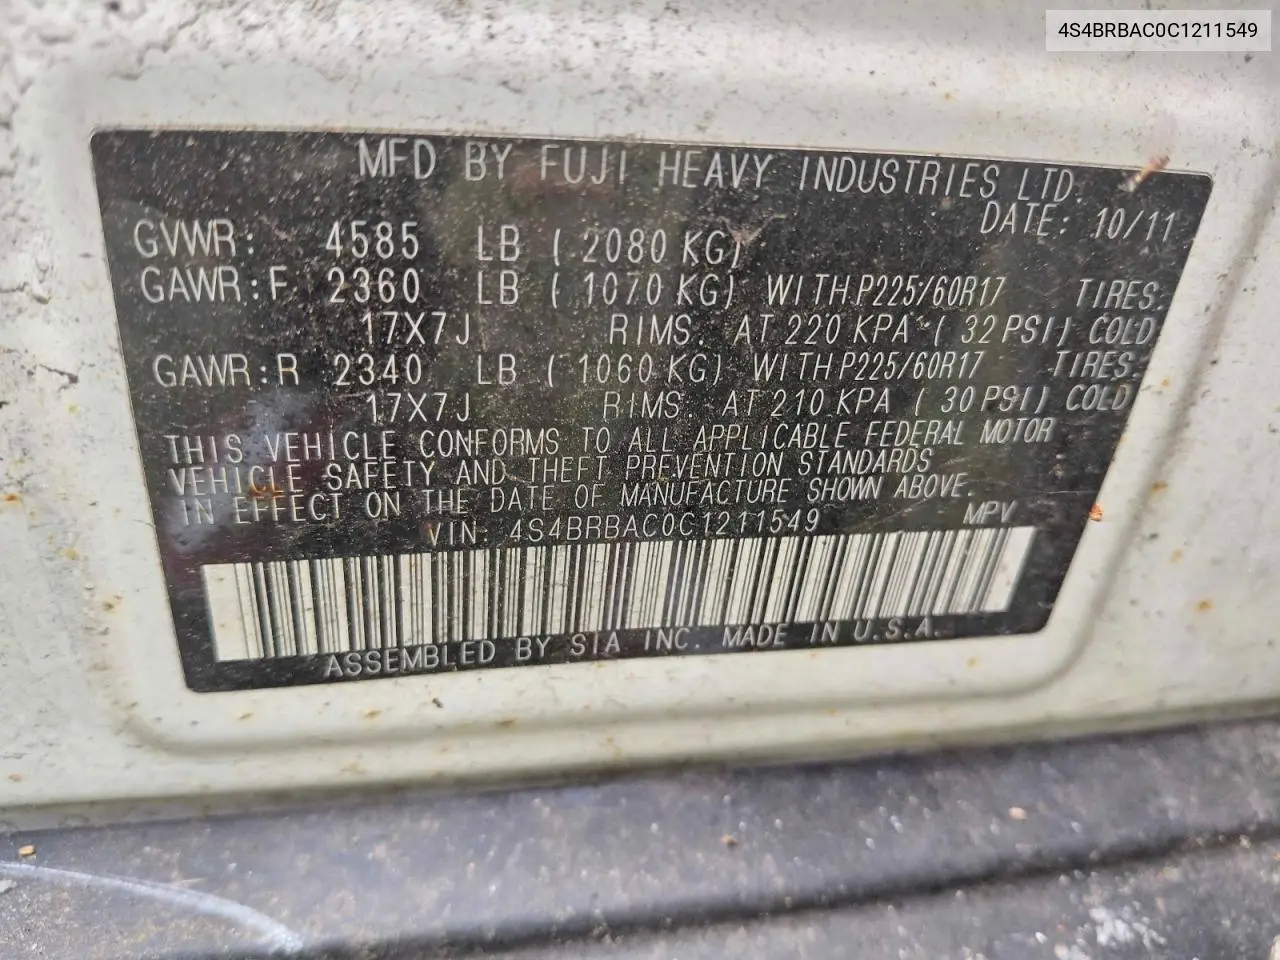 4S4BRBAC0C1211549
MFD BY FUJI HEAVY INDUSTRIES LTD.
DATE: 10/11
GVWR: 4585 LB ( 2080 KG)
GAWR:F 2360 LB ( 1070 KG) WITH P225/60R17 TIRES.
17X7J RIMS. AT 220 KPA ( 32 PSI) COLD
GAWR:R 2340 LB ( 1060 KG) WITH P225/60R17 TIRES.
17X7J RIMS. AT 210 KPA ( 30 PSI) COLD
THIS VEHICLE CONFORMS TO ALL APPLICABLE FEDERAL MOTOR
VEHICLE SAFETY AND THEFT PREVENTION STANDARDS
IN EFFECT ON THE DATE OF MANUFACTURE SHOWN ABOVE.
VIN: 4S4BRBAC0C1211549 MPV
ASSEMBLED BY SIA INC. MADE IN U.S.A.